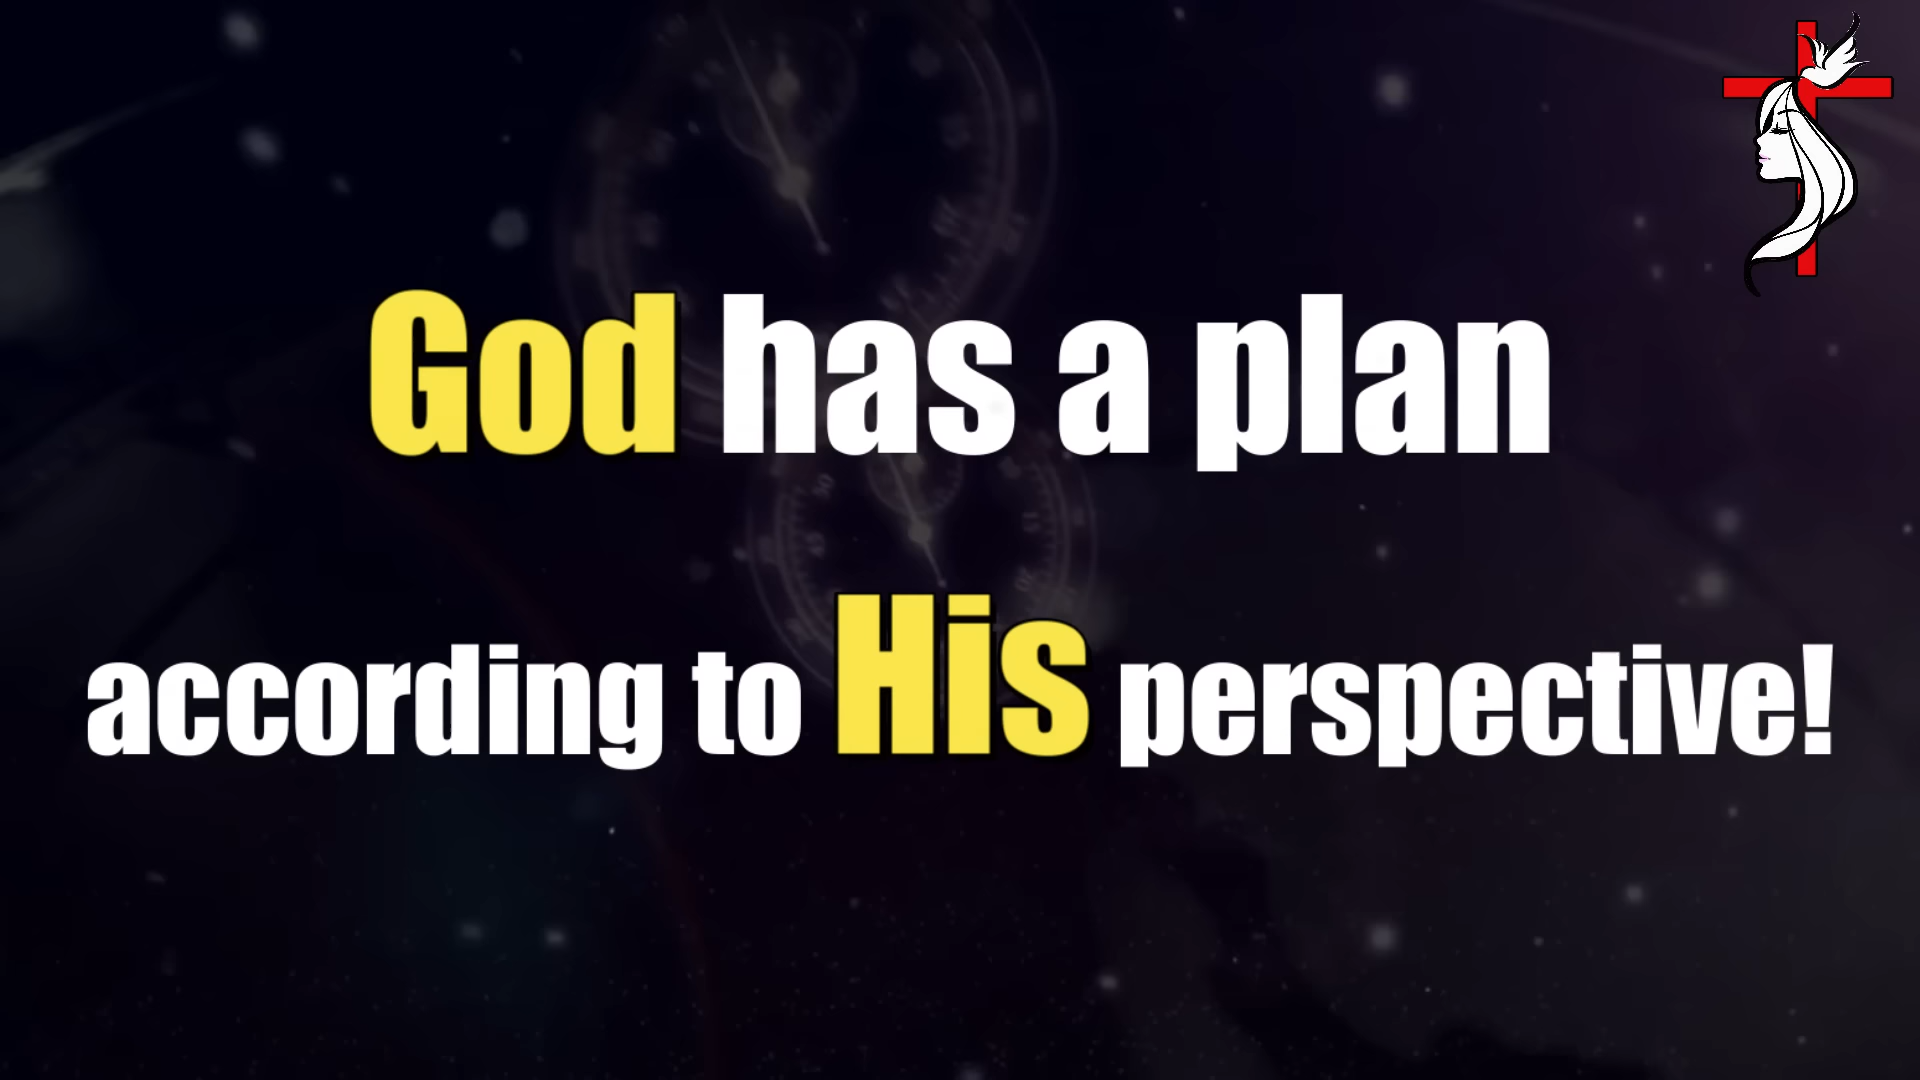 God has a plan
according to His perspective!